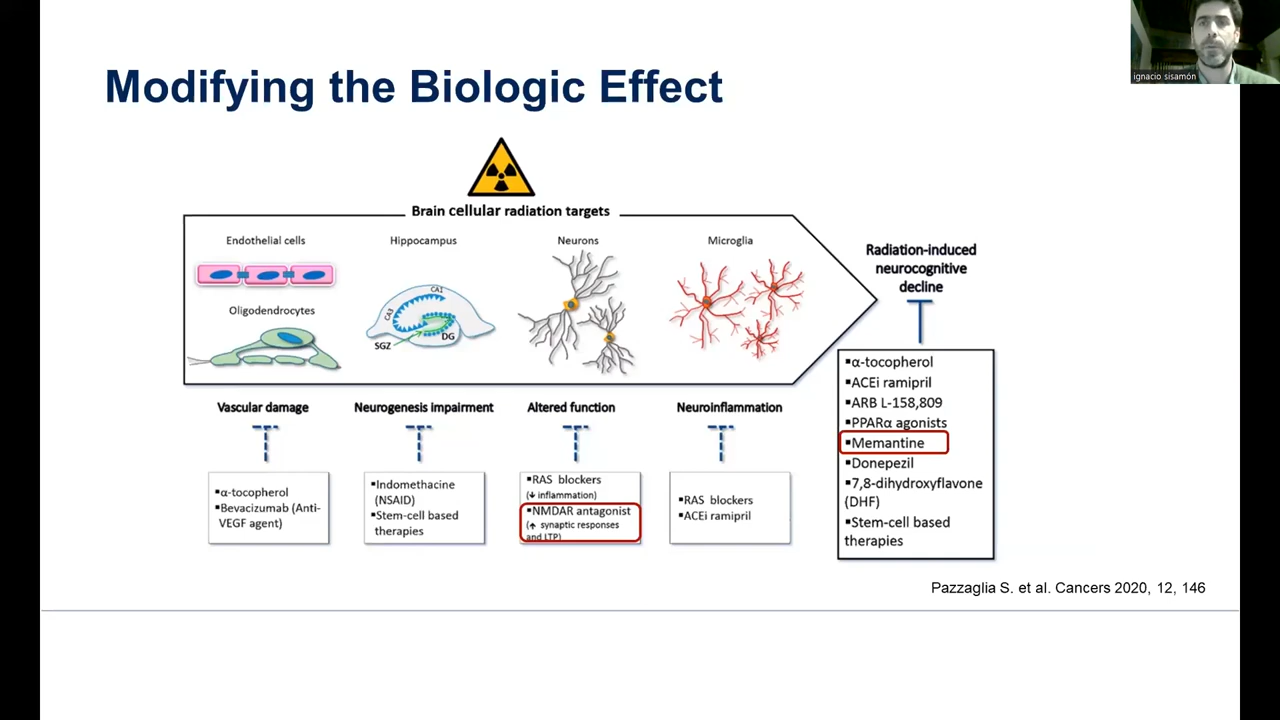 ignacio sisamón
Modifying the Biologic Effect
Brain cellular radiation targets
Endothelial cells
Hippocampus
Neurons
Microglia
Oligodendrocytes
CA1
CA3
DG
SGZ
Radiation-induced
neurocognitive
decline
Vascular damage
Neurogenesis impairment
Altered function
Neuroinflammation
▪α-tocopherol
▪Bevacizumab (Anti-
VEGF agent)
▪Indomethacine
(NSAID)
▪Stem-cell based
therapies
▪RAS blockers
(↓ inflammation)
▪NMDAR antagonist
(↑ synaptic responses
and LTP)
▪RAS blockers
▪ACEi ramipril
▪α-tocopherol
▪ACEi ramipril
▪ARB L-158,809
▪PPARα agonists
▪Memantine
▪Donepezil
▪7,8-dihydroxyflavone
(DHF)
▪Stem-cell based
therapies
Pazzaglia S. et al. Cancers 2020, 12, 146